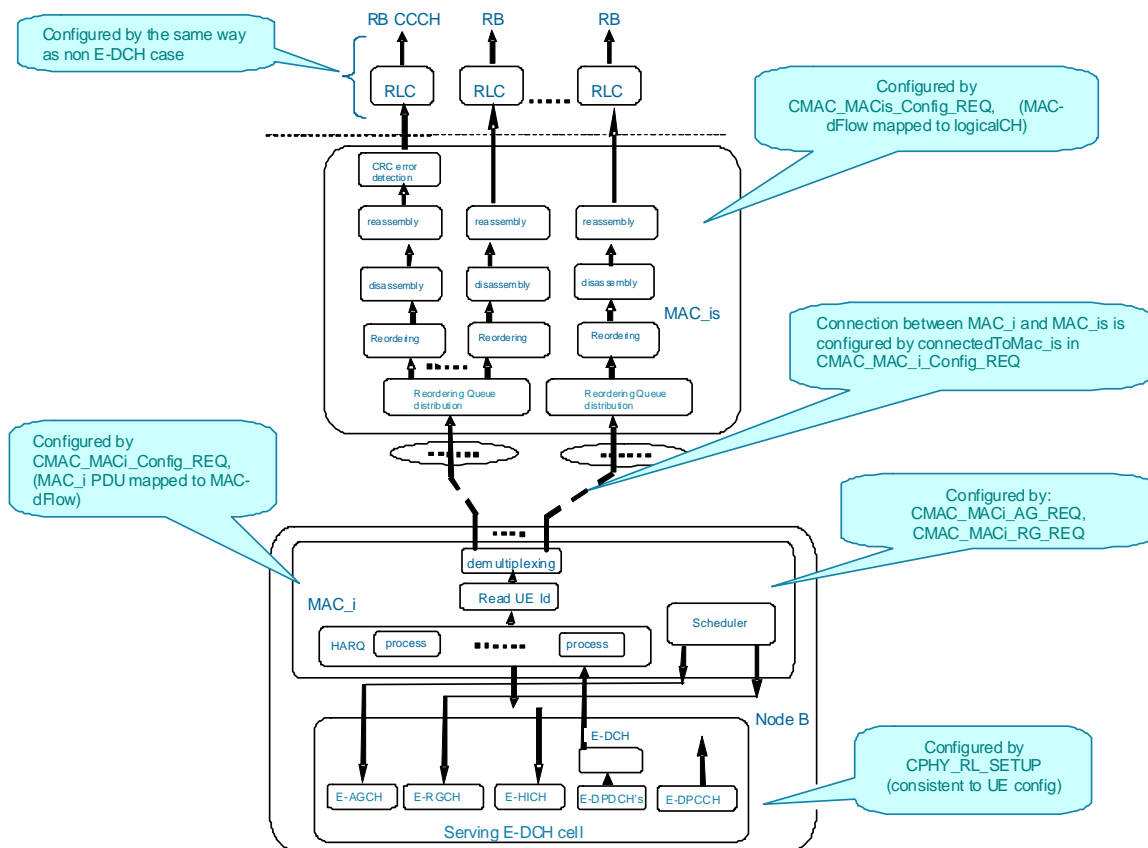 Configured by the same way
as non E-DCH case
RB CCCH
RB
RB
RLC
RLC
RLC
Configured by
CMAC_MACis_Config_REQ, (MAC-
dFlow mapped to logicalCH)
CRC error
detection
reassembly
reassembly
reassembly
disassembly
disassembly
disassembly
MAC_is
Reordering
Reordering
Reordering
Reordering Queue
distribution
Reordering Queue
distribution
Connection between MAC_i and MAC_is is
configured by connectedToMac_is in
CMAC_MAC_i_Config_REQ
Configured by
CMAC_MACi_Config_REQ,
(MAC_i PDU mapped to MAC-
dFlow)
Configured by:
CMAC_MACi_AG_REQ,
CMAC_MACi_RG_REQ
demultiplexing
Read UE Id
MAC_i
Scheduler
HARQ
process
process
Node B
E-DCH
E-AGCH
E-RGCH
E-HICH
E-DPDCH's
E-DPCCH
Serving E-DCH cell
Configured by
CPHY_RL_SETUP
(consistent to UE config)